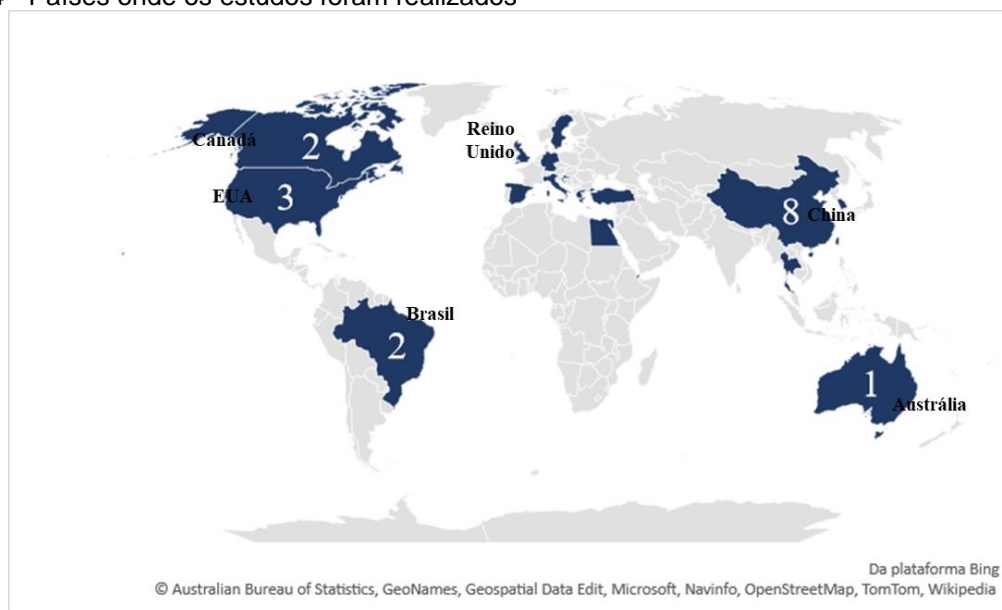 Países onde os estudos foram realizados
Canadá
2
Reino
Unido
EUA
3
8
China
Brasil
2
1
Austrália
Da plataforma Bing
© Australian Bureau of Statistics, GeoNames, Geospatial Data Edit, Microsoft, Navinfo, OpenStreetMap, TomTom, Wikipedia